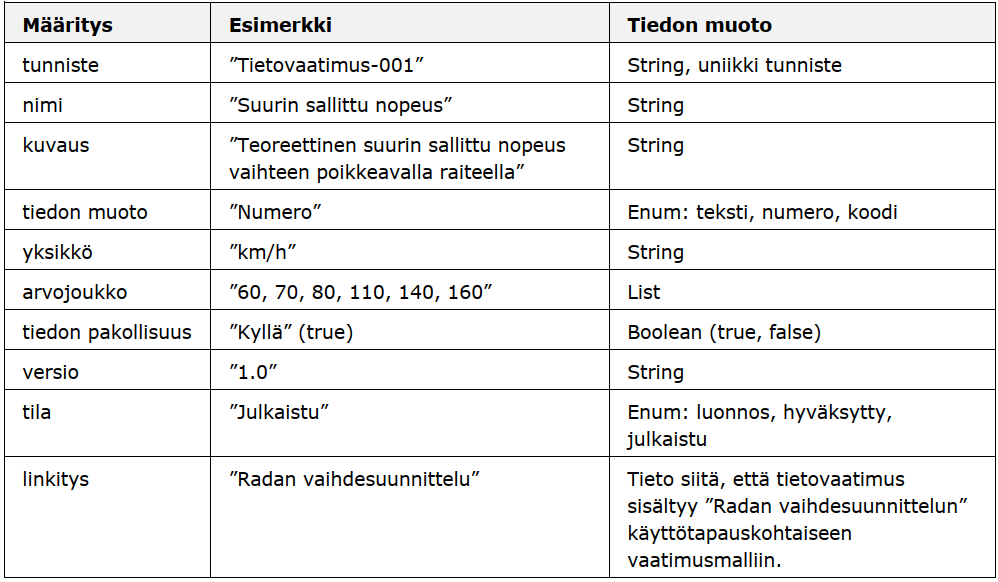 Määritys Esimerkki Tiedon muoto
tunniste ”Tietovaatimus-001” String, uniikki tunniste
nimi ”Suurin sallittu nopeus” String
kuvaus ”Teoreettinen suurin sallittu nopeus String
vaihteen poikkeavalla raiteella”
tiedon muoto ”Numero” Enum: teksti, numero, koodi
yksikkö ”km/h” String
arvojoukko ”60, 70, 80, 110, 140, 160” List
tiedon pakollisuus ”Kyllä” (true) Boolean (true, false)
versio ”1.0” String
tila ”Julkaistu” Enum: luonnos, hyväksytty,
julkaistu
linkitys ”Radan vaihdesuunnittelu” Tieto siitä, että tietovaatimus
sisältyy ”Radan vaihdesuunnittelun”
käyttötapauskohtaiseen
vaatimusmalliin.